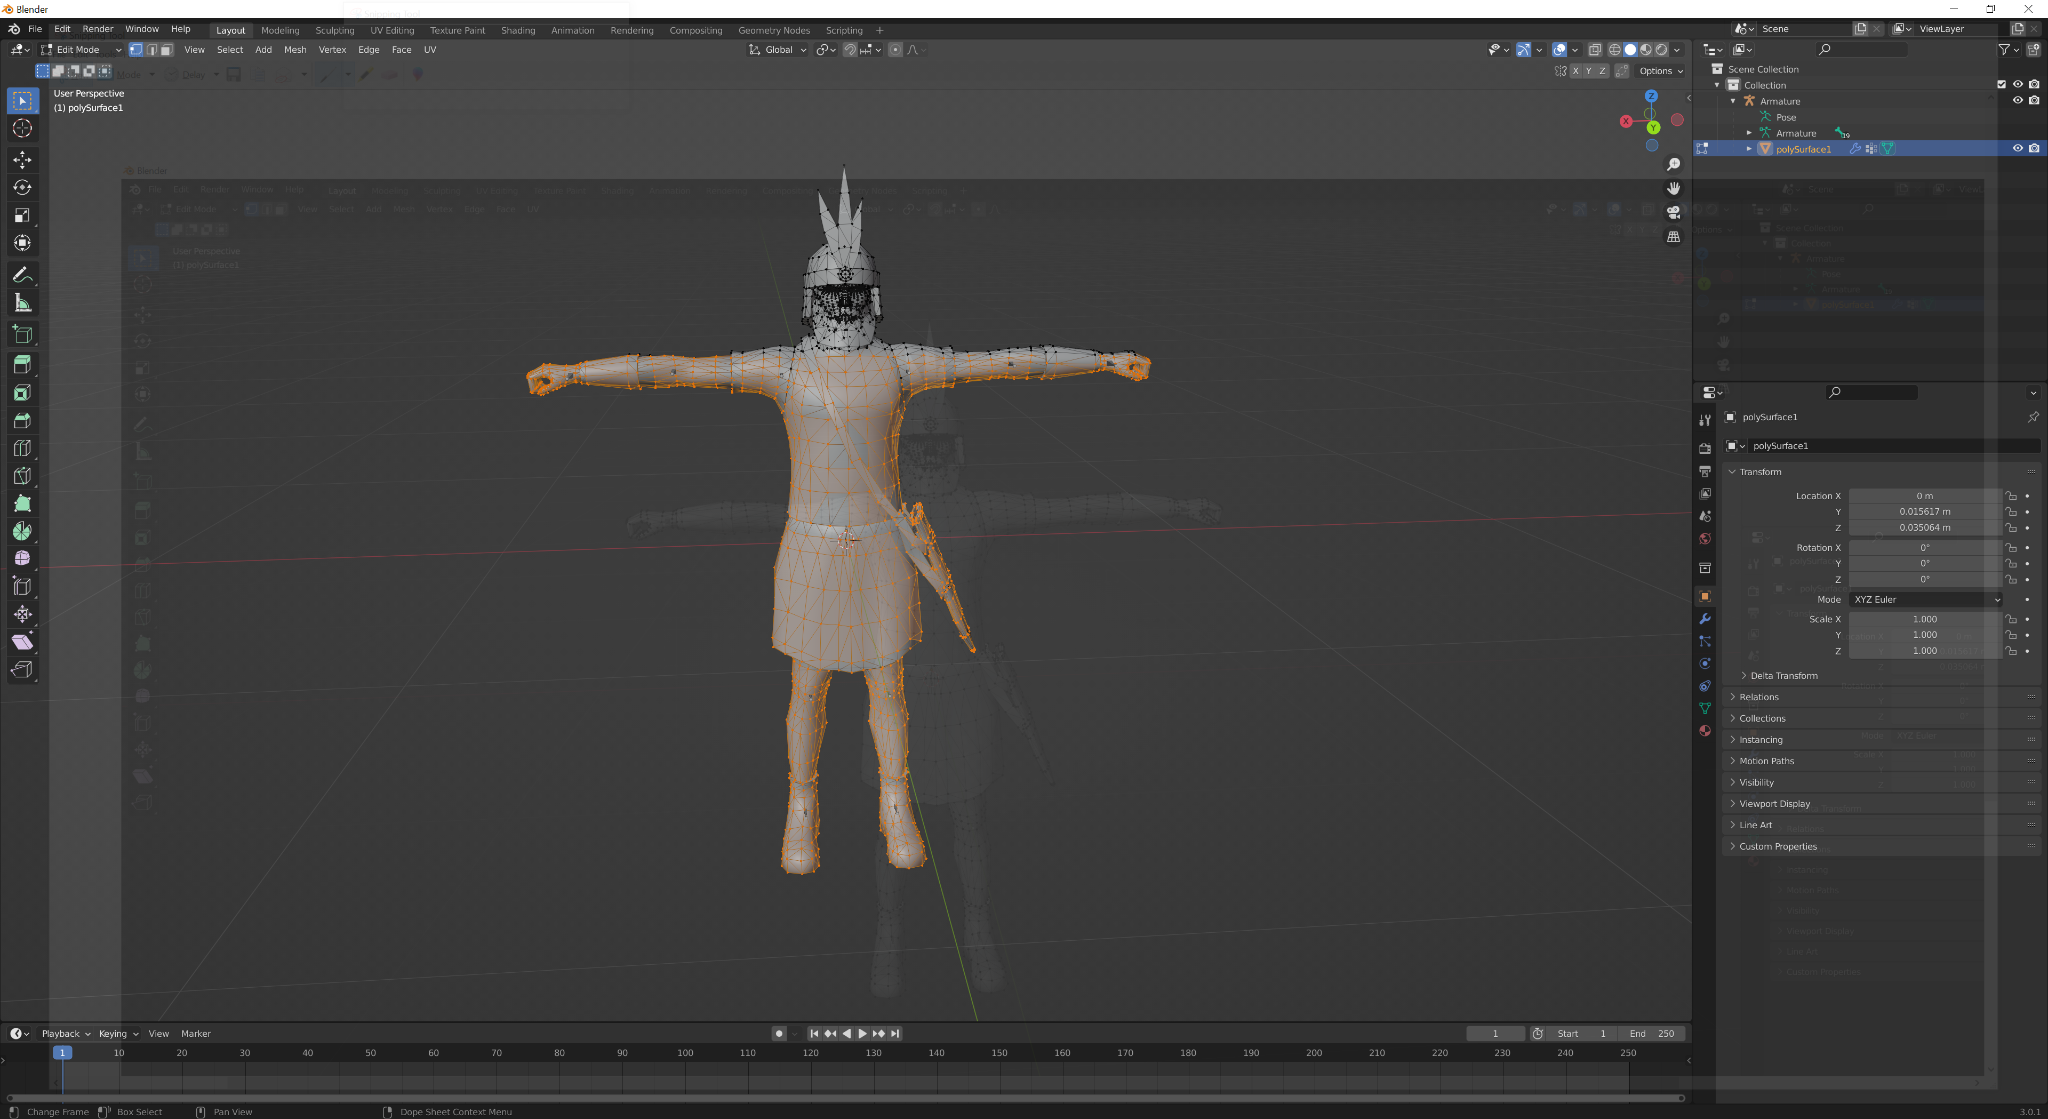 Blender
File Edit Render Window Help Layout Modeling Sculpting UV Editing Texture Paint Shading Animation Rendering Compositing Geometry Nodes Scripting + Scene ViewLayer
Edit Mode View Select Add Mesh Vertex Edge Face UV Global
X Y Z Options
User Perspective
(1) polySurface1
Z
X
Y
Scene Collection
Collection
Armature
Pose
Armature
polySurface1
Blender
User Perspective
(1) polySurface1
polySurface1
polySurface1
Transform
Location X 0 m
Y 0.015617 m
Z 0.035064 m
Rotation X 0°
Y 0°
Z 0°
Mode XYZ Euler
Scale X 1.000
Y 1.000
Z 1.000
Delta Transform
Relations
Collections
Instancing
Motion Paths
Visibility
Viewport Display
Line Art
Custom Properties
Playback Keying View Marker 1 Start 1 End 250
1 10 20 30 40 50 60 70 80 90 100 110 120 130 140 150 160 170 180 190 200 210 220 230 240 250
Change Frame Box Select Pan View Dope Sheet Context Menu 3.0.1